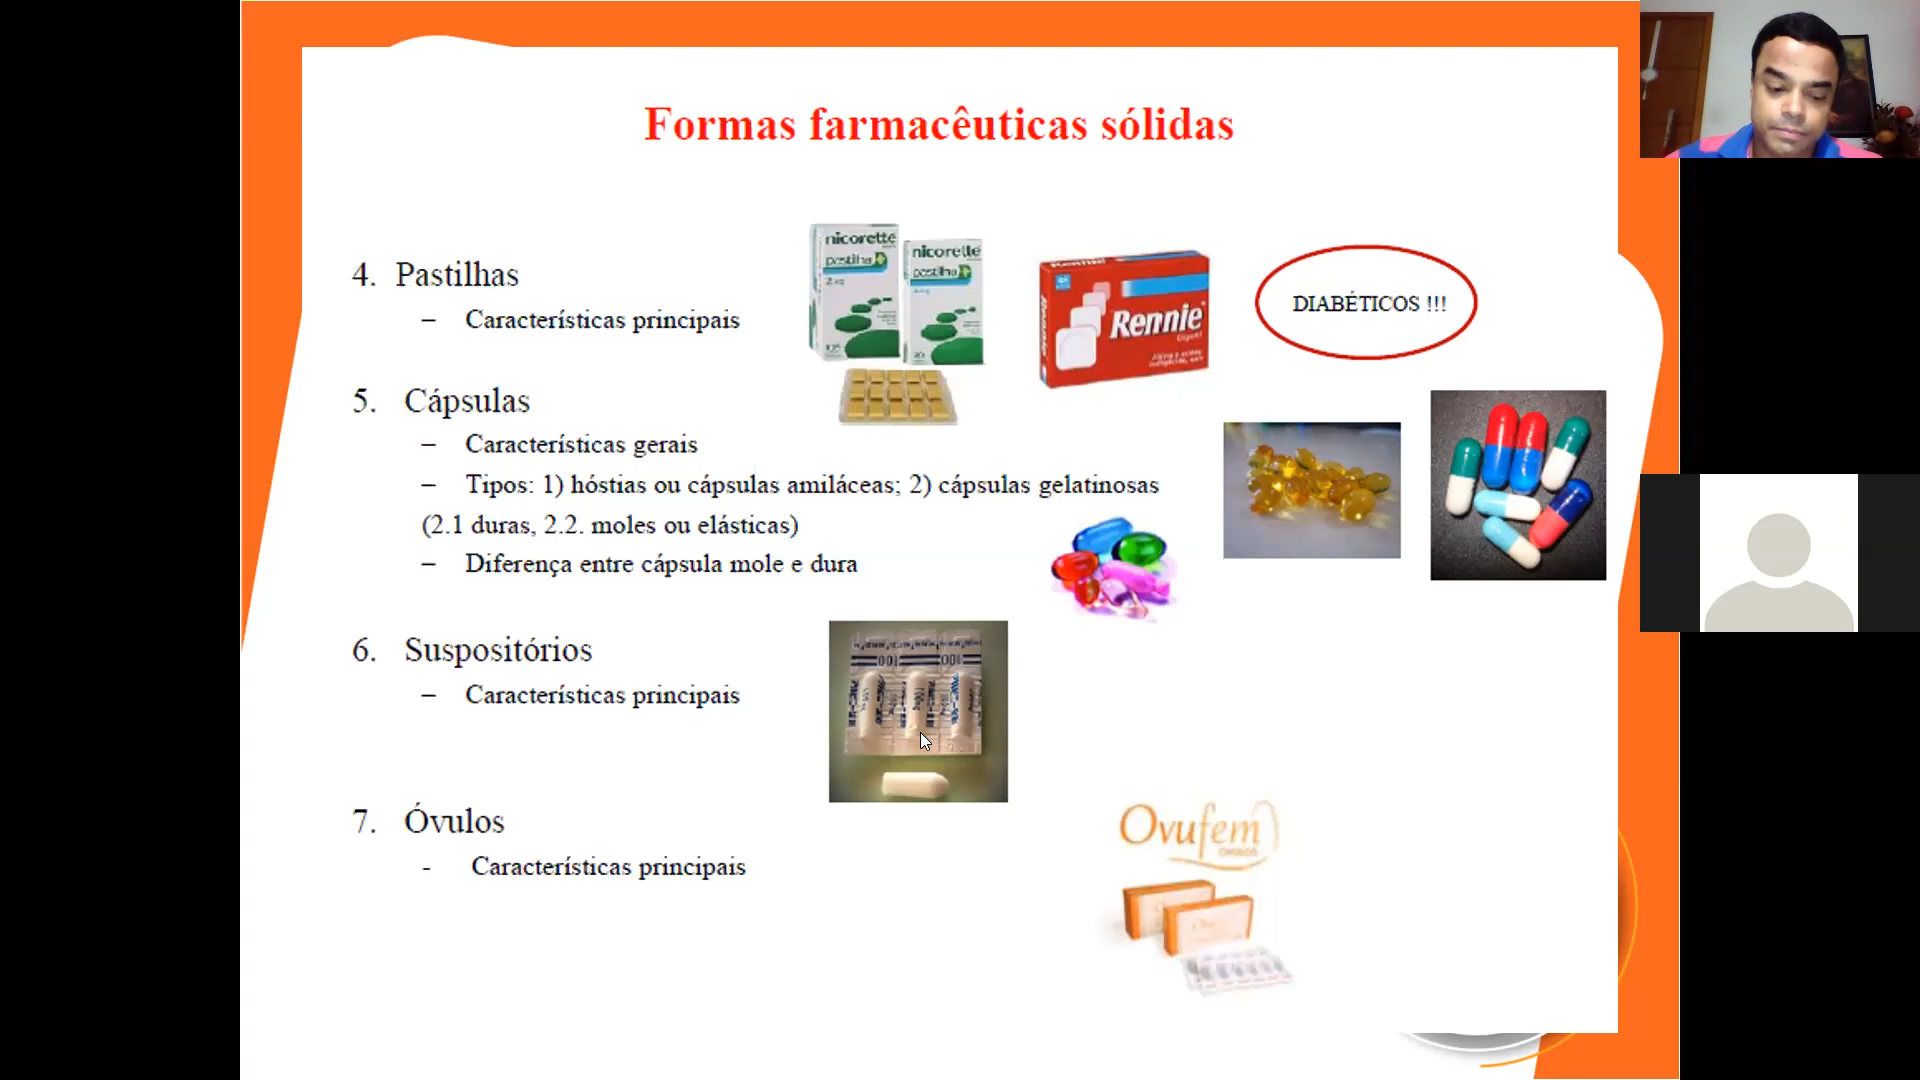 Formas farmacêuticas sólidas
4. Pastilhas
– Características principais
nicorette
pastilha
nicorette
pastilha
Rennie
DIABÉTICOS !!!
5. Cápsulas
– Características gerais
– Tipos: 1) hóstias ou cápsulas amiláceas; 2) cápsulas gelatinosas
(2.1 duras, 2.2. moles ou elásticas)
– Diferença entre cápsula mole e dura
6. Suspositórios
– Características principais
100
100
7. Óvulos
- Características principais
Ovufem